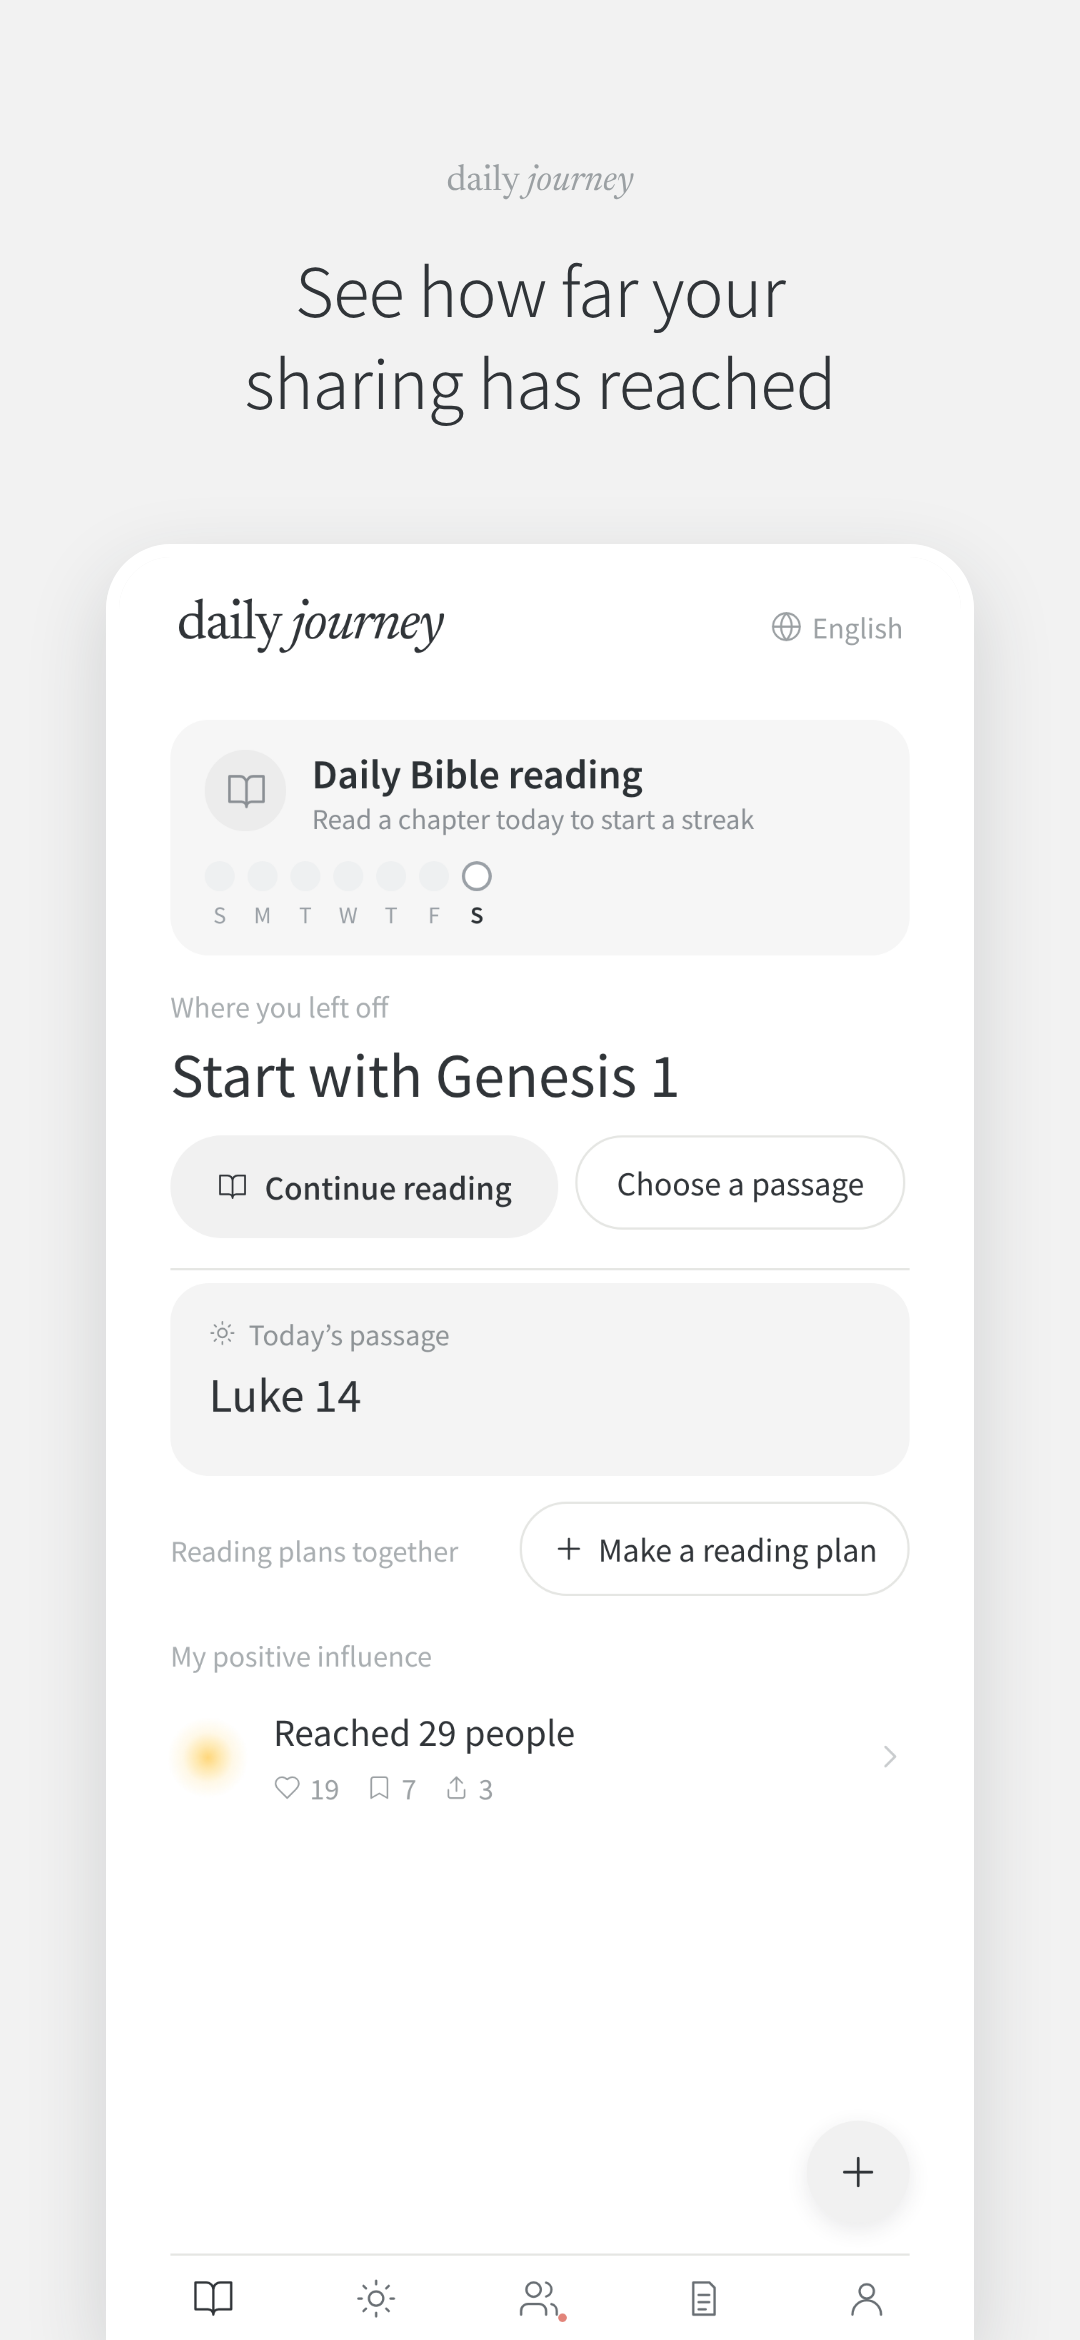 daily journey
See how far your
sharing has reached
daily journey
English
Daily Bible reading
Read a chapter today to start a streak
S M T W T F S
Where you left off
Start with Genesis 1
Continue reading
Choose a passage
Today’s passage
Luke 14
Reading plans together
+ Make a reading plan
My positive influence
Reached 29 people
19 7 3